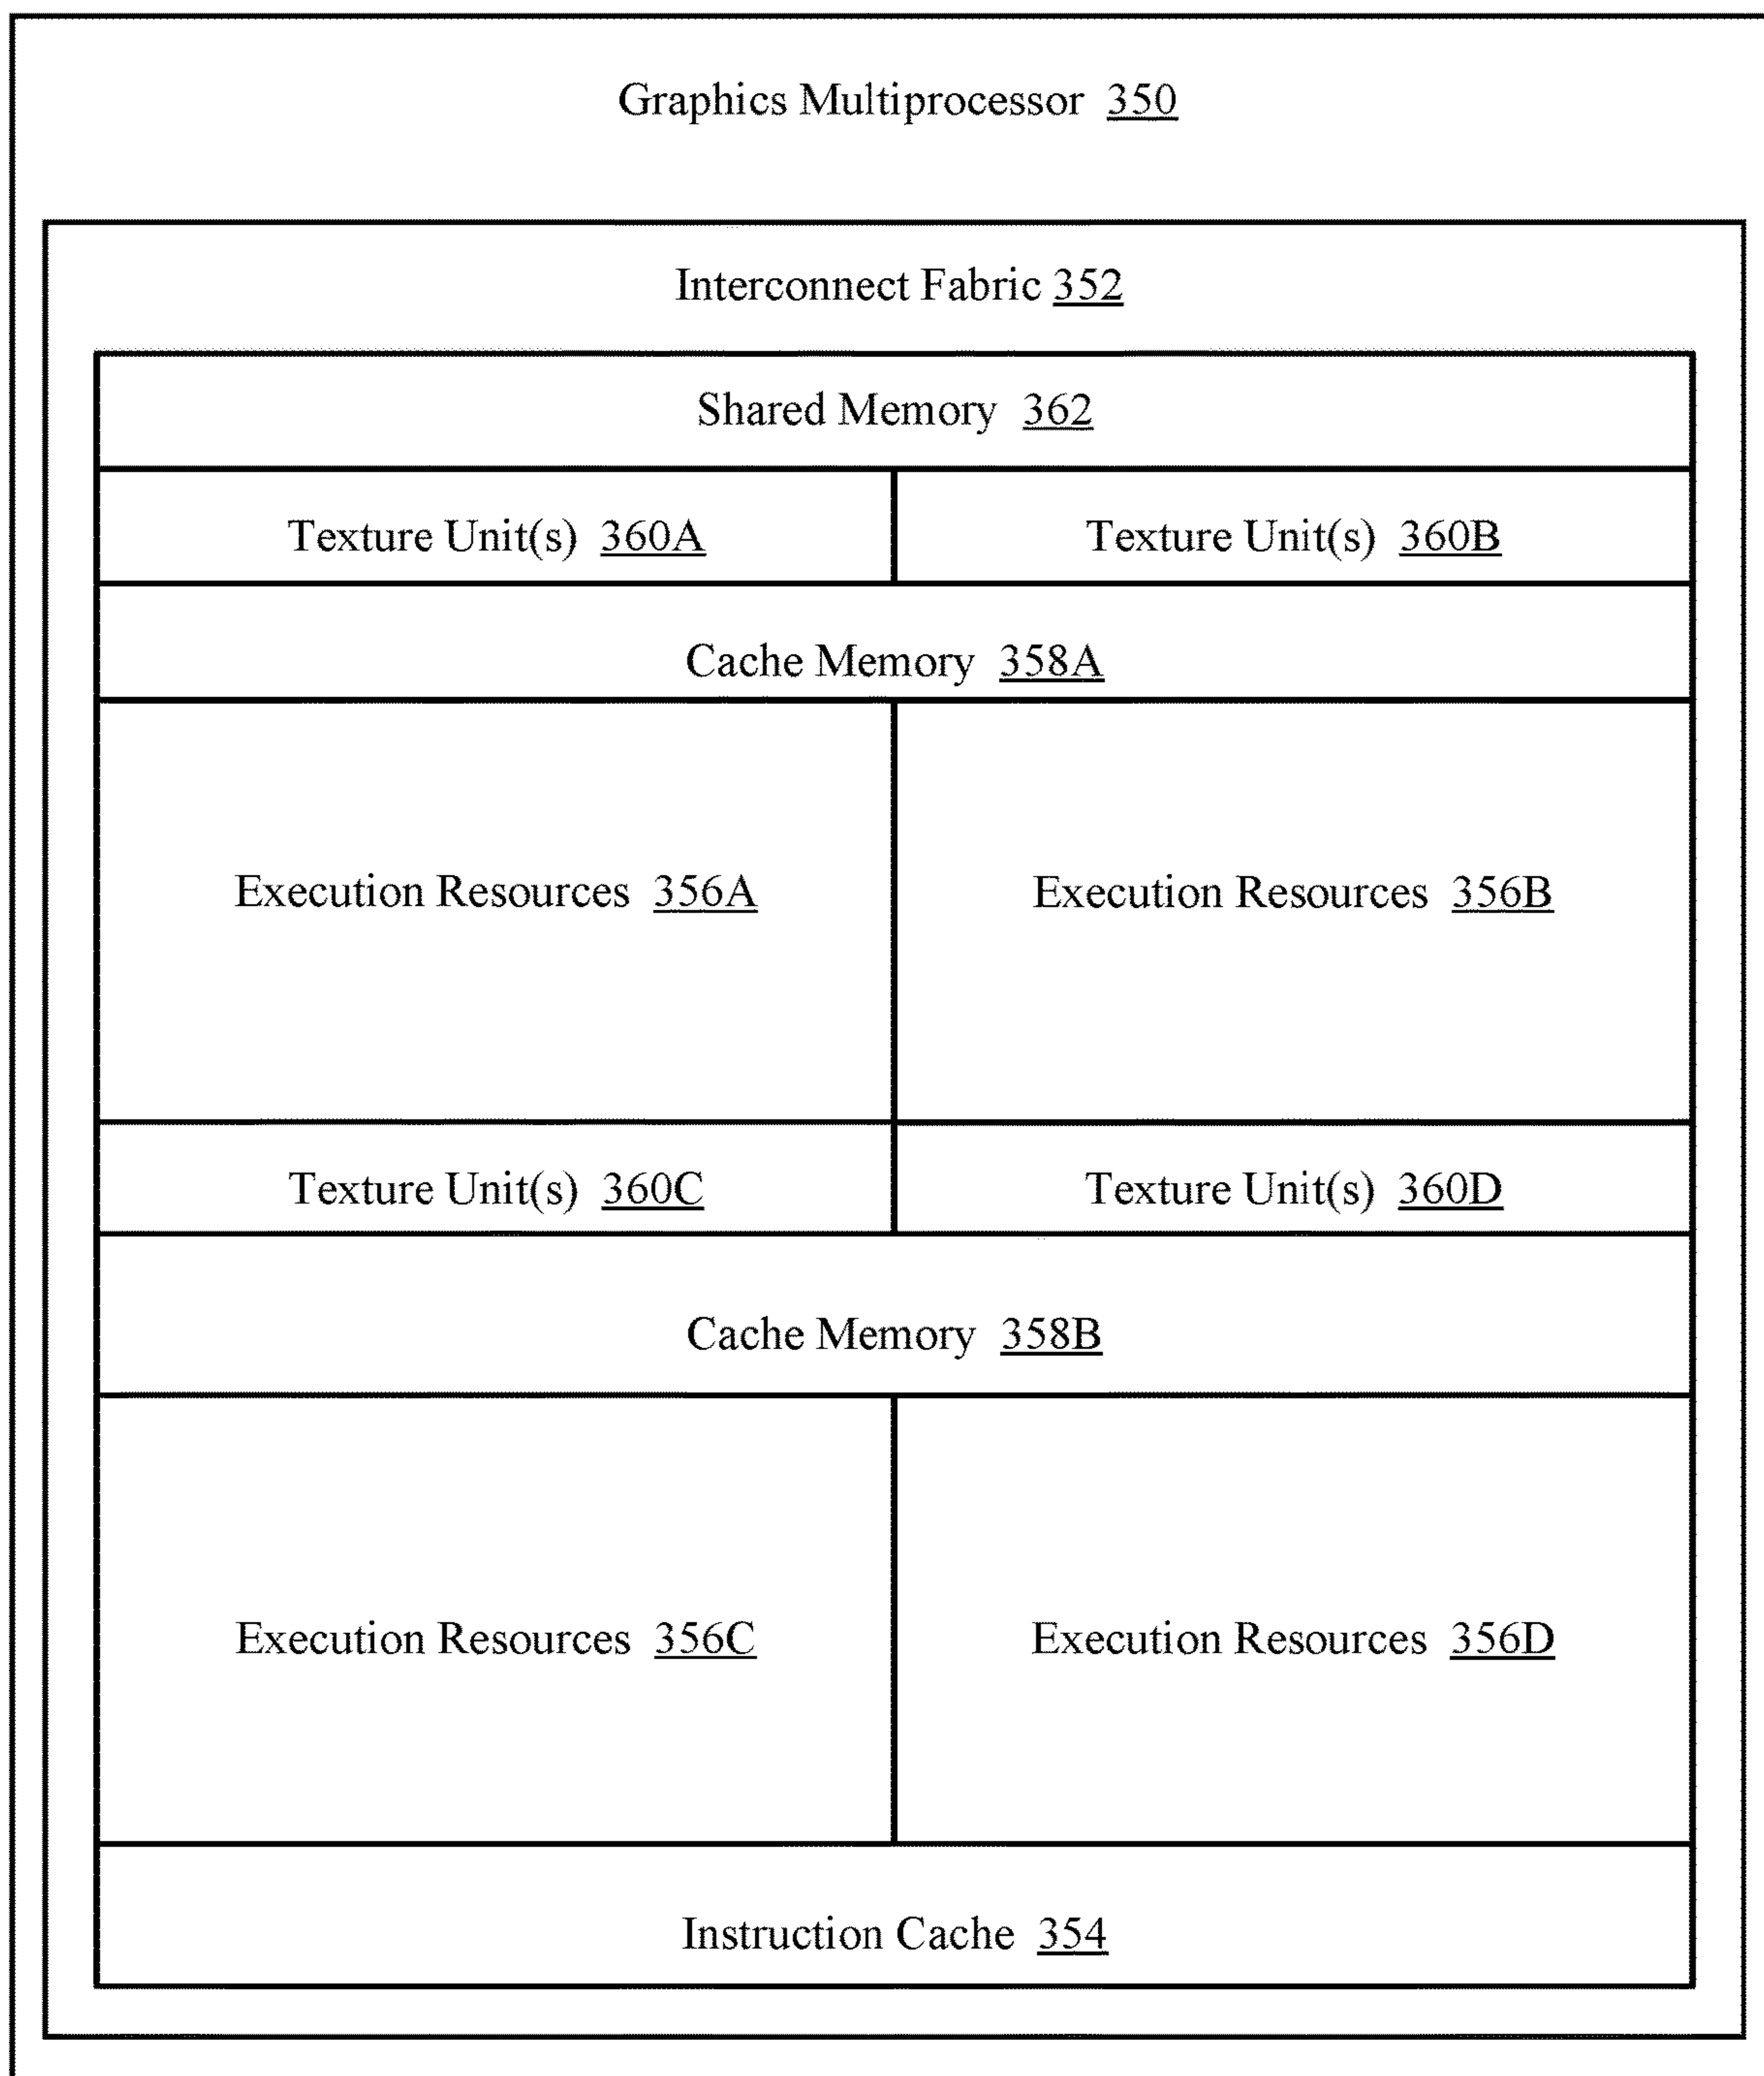 Graphics Multiprocessor 350
Interconnect Fabric 352
Shared Memory 362
Texture Unit(s) 360A
Texture Unit(s) 360B
Cache Memory 358A
Execution Resources 356A
Execution Resources 356B
Texture Unit(s) 360C
Texture Unit(s) 360D
Cache Memory 358B
Execution Resources 356C
Execution Resources 356D
Instruction Cache 354